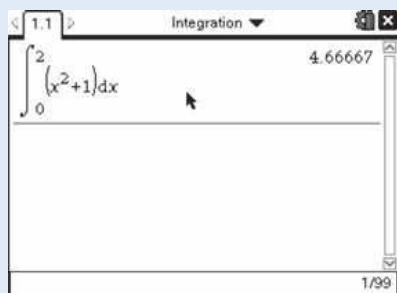 1.1 Integration
∫₀²(x²+1)dx 4.66667
1/99